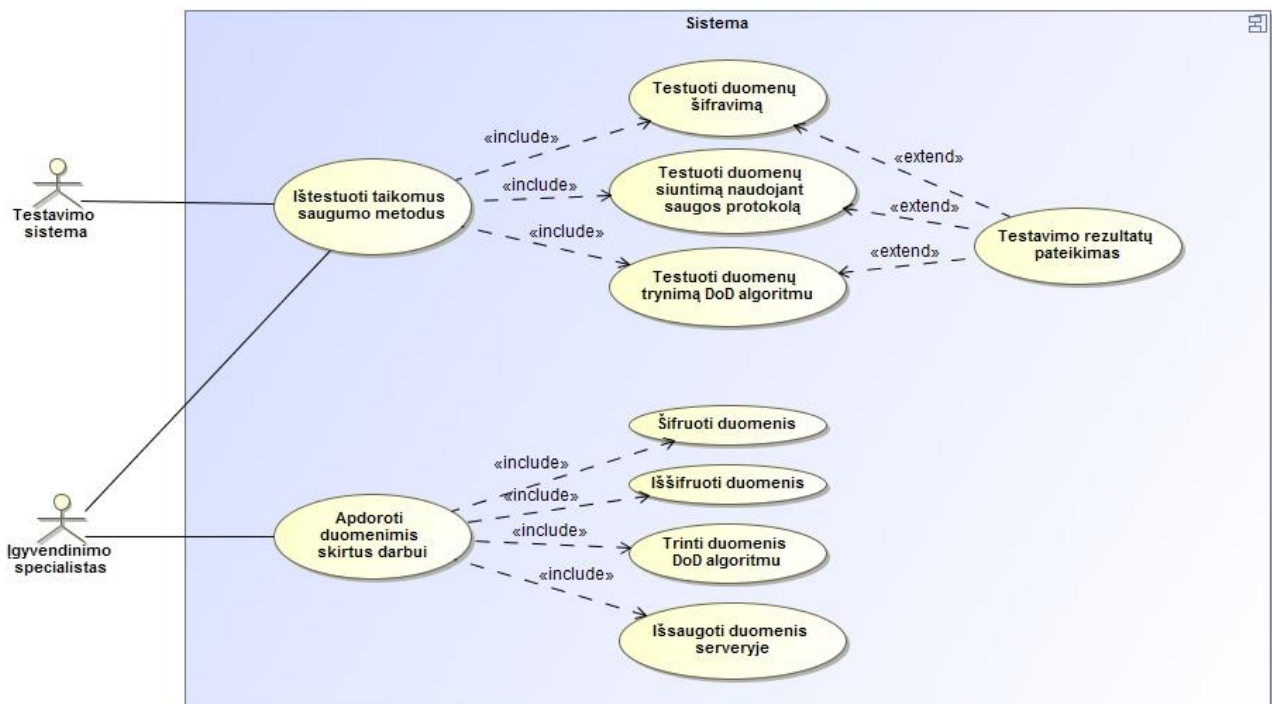 Sistema
Testuoti duomenų
šifravimą
«include»
«extend»
Ištestuoti taikomus
saugumo metodus
«include»
Testuoti duomenų
siuntimą naudojant
saugos protokolą
«extend»
Testavimo
sistema
«include»
Testuoti duomenų
trynimą DoD algoritmu
«extend»
Testavimo rezultatų
pateikimas
Šifruoti duomenis
«include»
Iššifruoti duomenis
«include»
Įgyvendinimo
specialistas
Apdoroti
duomenimis
skirtus darbui
«include»
Trinti duomenis
DoD algoritmu
«include»
Išsaugoti duomenis
serveryje